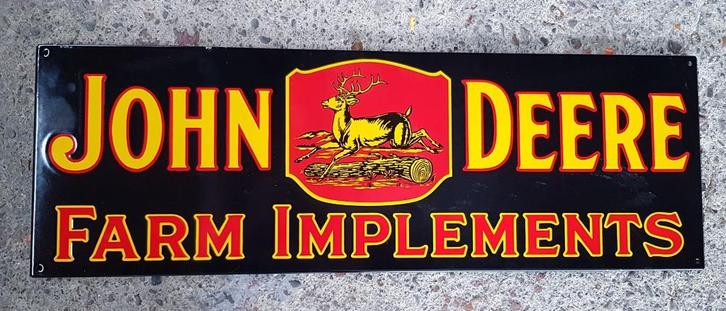 JOHN DEERE
FARM IMPLEMENTS